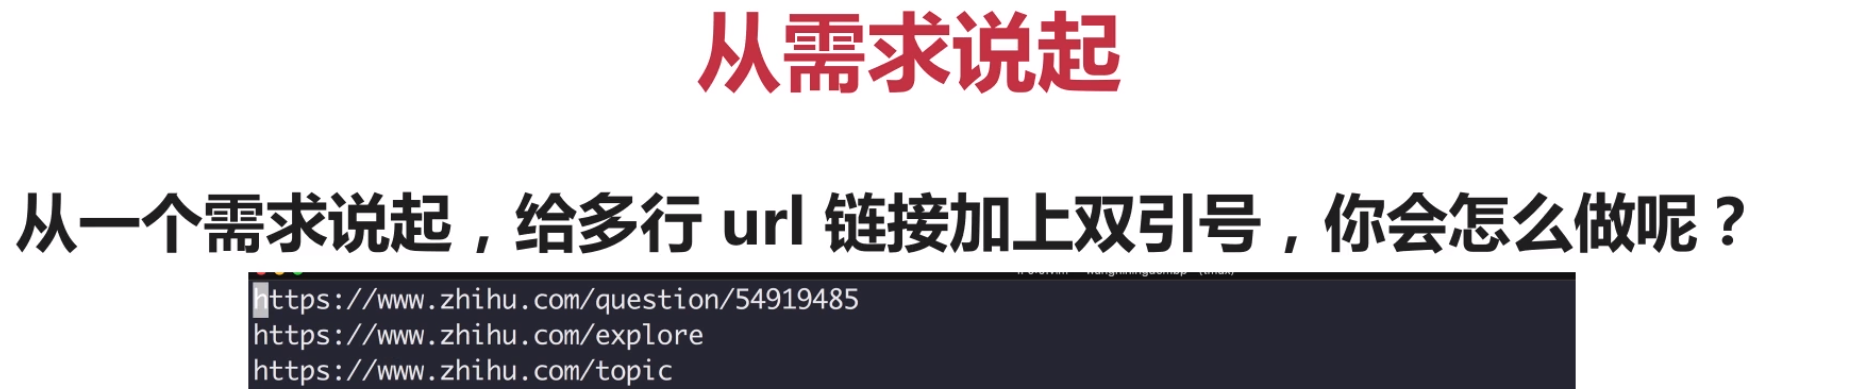 从需求说起
从一个需求说起，给多行 url 链接加上双引号，你会怎么做呢？
https://www.zhihu.com/question/54919485
https://www.zhihu.com/explore
https://www.zhihu.com/topic